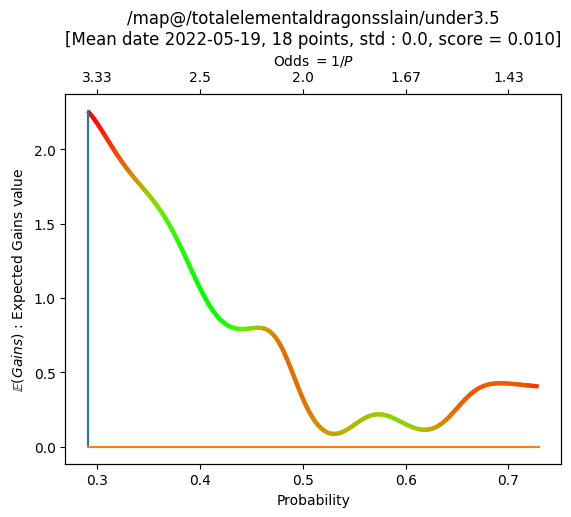 /map@/totalelementaldragonsslain/under3.5
[Mean date 2022-05-19, 18 points, std : 0.0, score = 0.010]
Odds = 1/P
3.33 2.5 2.0 1.67 1.43
𝔼(Gains) : Expected Gains value
2.0
1.5
1.0
0.5
0.0
0.3 0.4 0.5 0.6 0.7
Probability